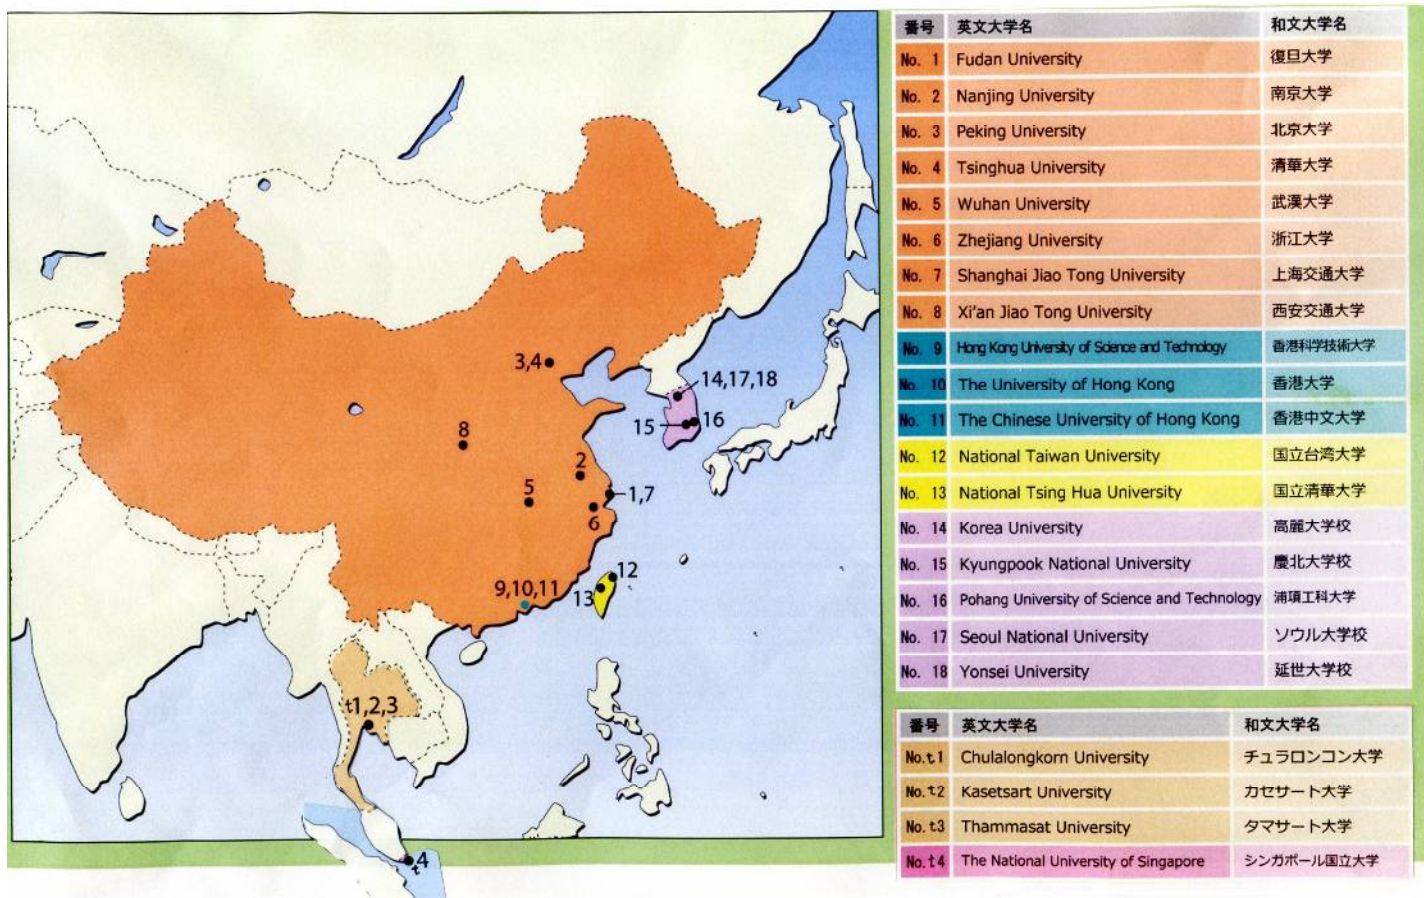 3,4
14,17,18
15
16
8
2
5
1,7
6
9,10,11
12
13
t1,2,3
t4
番号 英文大学名 和文大学名
No. 1 Fudan University 復旦大学
No. 2 Nanjing University 南京大学
No. 3 Peking University 北京大学
No. 4 Tsinghua University 清華大学
No. 5 Wuhan University 武漢大学
No. 6 Zhejiang University 浙江大学
No. 7 Shanghai Jiao Tong University 上海交通大学
No. 8 Xi'an Jiao Tong University 西安交通大学
No. 9 Hong Kong University of Science and Technology 香港科学技術大学
No. 10 The University of Hong Kong 香港大学
No. 11 The Chinese University of Hong Kong 香港中文大学
No. 12 National Taiwan University 国立台湾大学
No. 13 National Tsing Hua University 国立清華大学
No. 14 Korea University 高麗大学校
No. 15 Kyungpook National University 慶北大学校
No. 16 Pohang University of Science and Technology 浦項工科大学
No. 17 Seoul National University ソウル大学校
No. 18 Yonsei University 延世大学校
番号 英文大学名 和文大学名
No.t1 Chulalongkorn University チュラロンコン大学
No.t2 Kasetsart University カセサート大学
No.t3 Thammasat University タマサート大学
No.t4 The National University of Singapore シンガポール国立大学